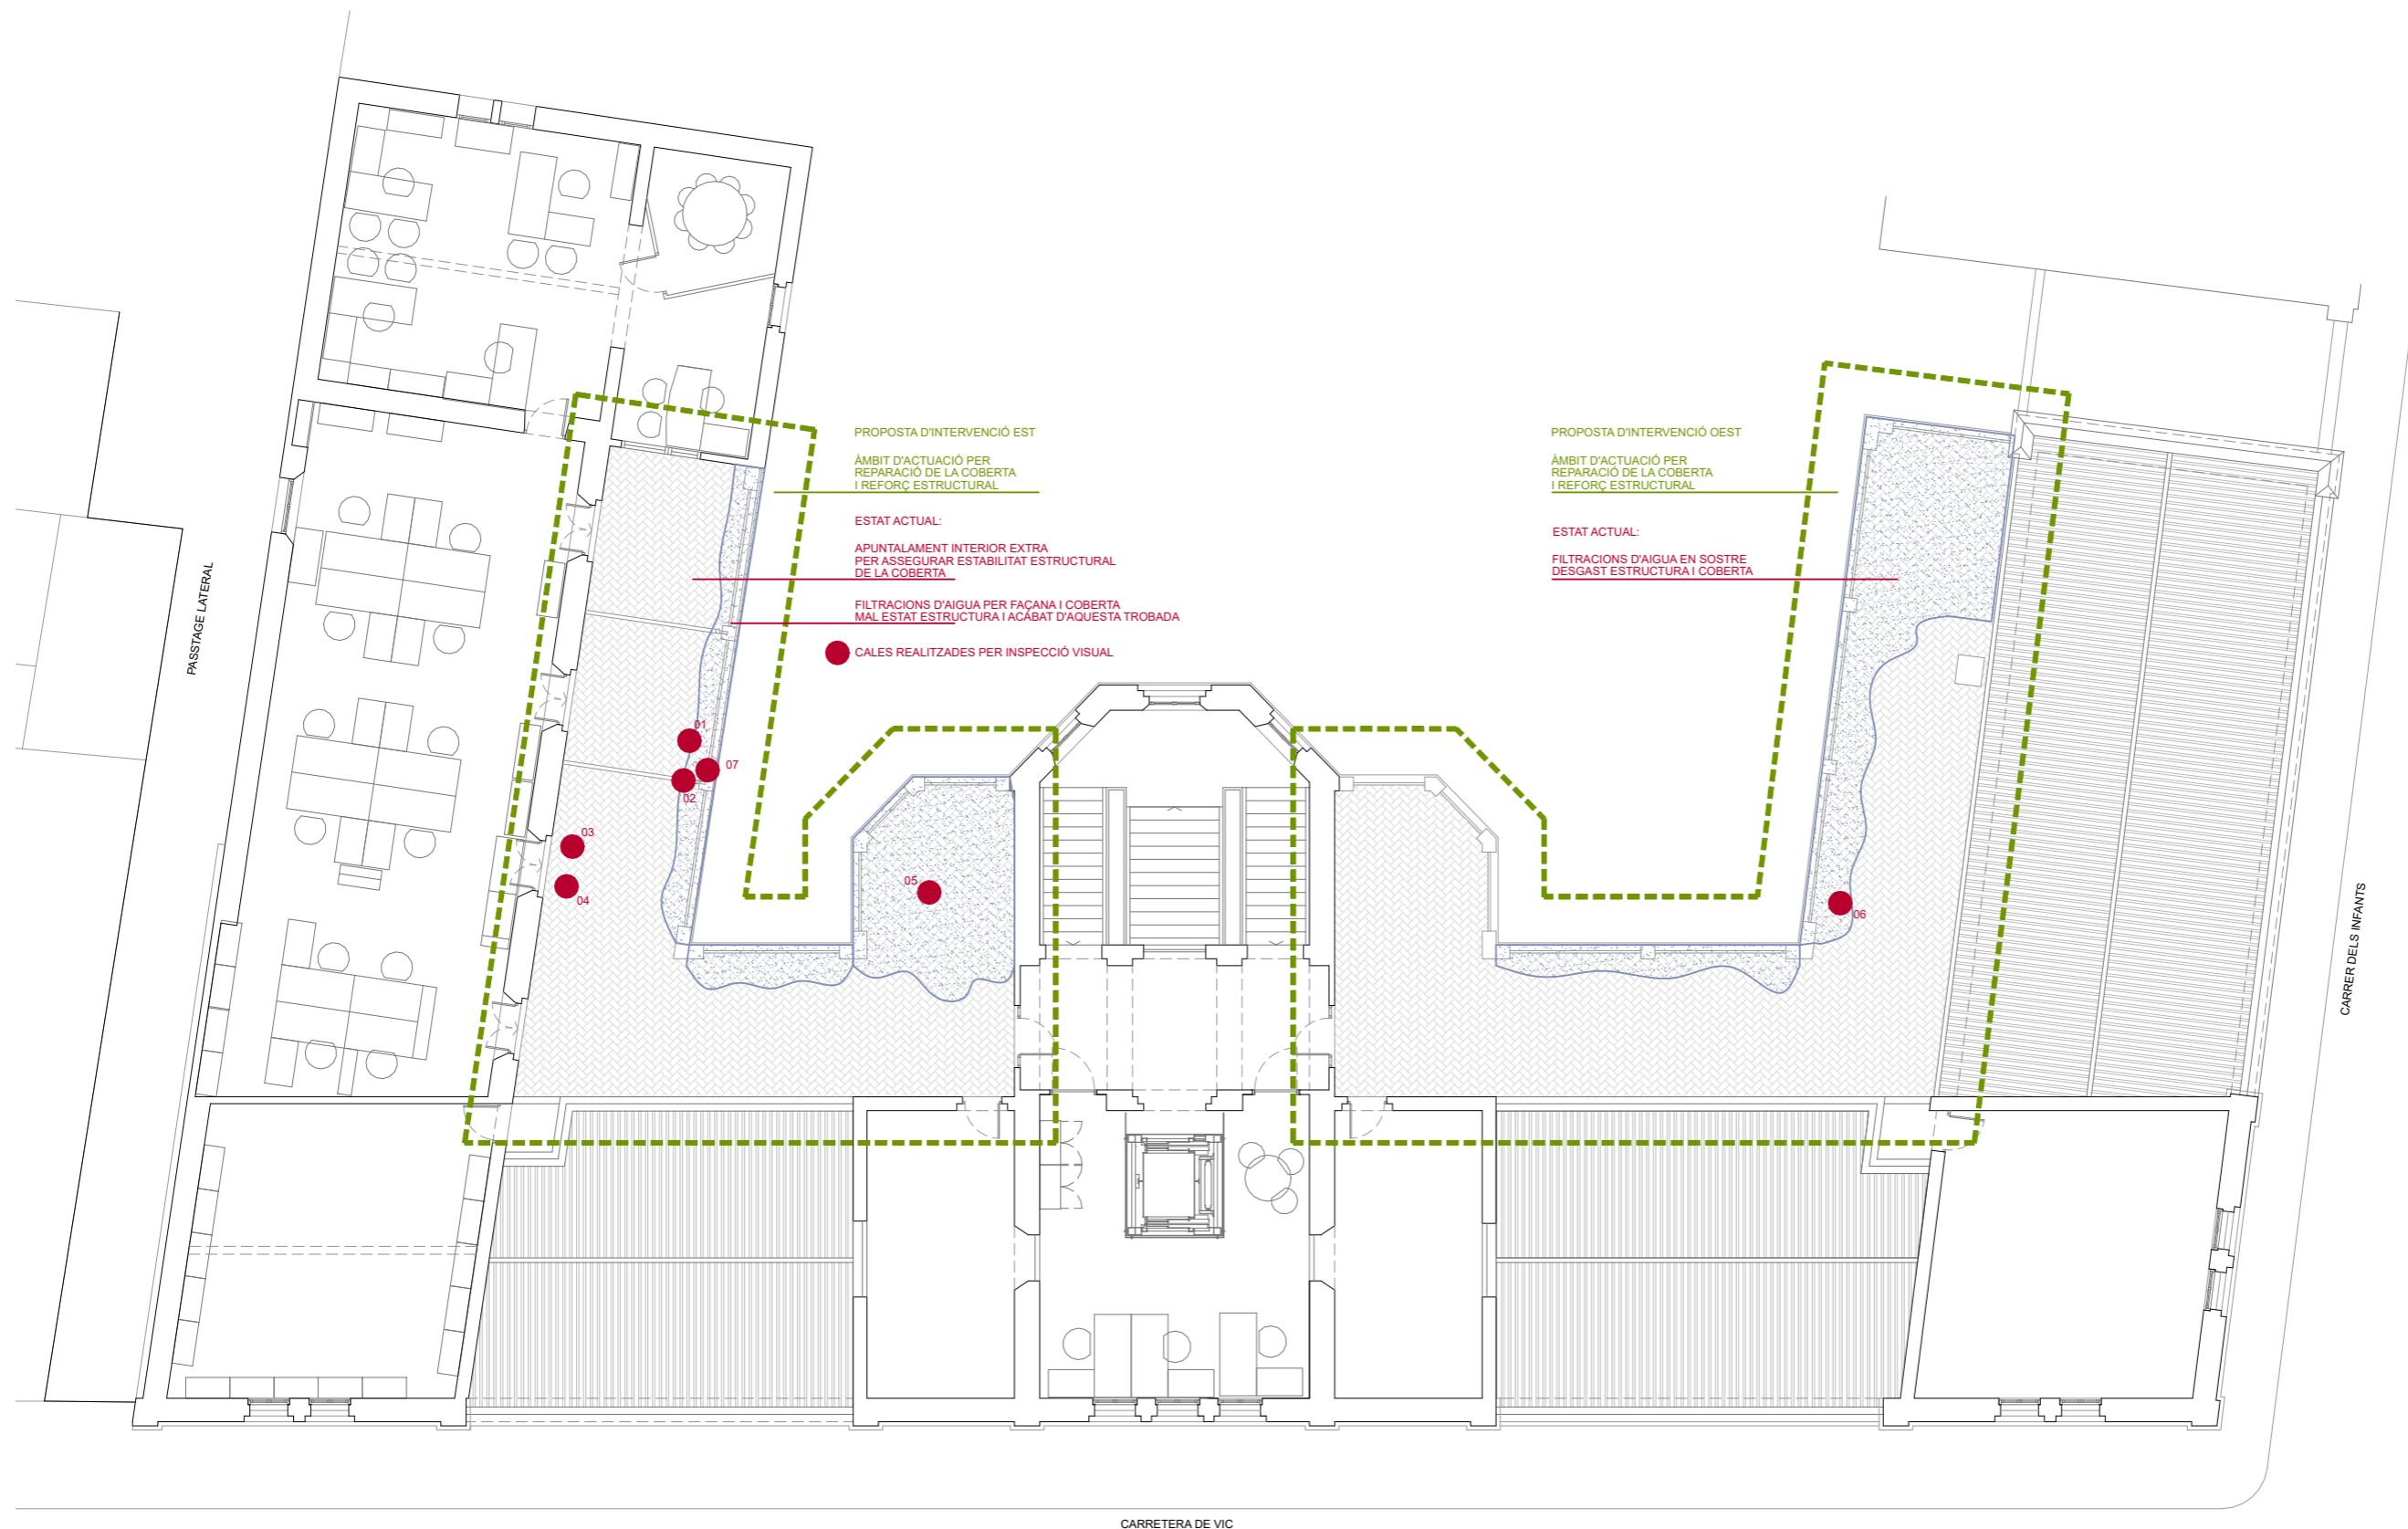 PROPOSTA D'INTERVENCIÓ EST
ÀMBIT D'ACTUACIÓ PER
REPARACIÓ DE LA COBERTA
I REFORÇ ESTRUCTURAL
ESTAT ACTUAL:
APUNTALAMENT INTERIOR EXTRA
PER ASSEGURAR ESTABILITAT ESTRUCTURAL
DE LA COBERTA
FILTRACIONS D'AIGUA PER FAÇANA I COBERTA
MAL ESTAT ESTRUCTURA I ACABAT D'AQUESTA TROBADA
CALES REALITZADES PER INSPECCIÓ VISUAL
PROPOSTA D'INTERVENCIÓ OEST
ÀMBIT D'ACTUACIÓ PER
REPARACIÓ DE LA COBERTA
I REFORÇ ESTRUCTURAL
ESTAT ACTUAL:
FILTRACIONS D'AIGUA EN SOSTRE
DESGAST ESTRUCTURA I COBERTA
PASSTAGE LATERAL
01
07
02
03
04
05
06
CARRER DELS INFANTS
CARRETERA DE VIC